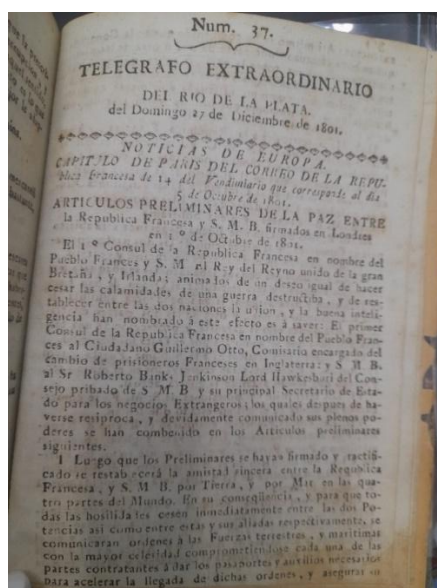 Num. 37.
TELEGRAFO EXTRAORDINARIO
DEL RIO DE LA PLATA.
del Domingo 27 de Diciembre de 1801.
NOTICIAS DE EUROPA.
CAPITULO DE PARIS DEL CORREO DE LA REPU-
blica Francesa de 14 del Vendimiario que corresponde al dia
5 de Octubre de 1801.
ARTICULOS PRELIMINARES DE LA PAZ ENTRE
la Republica Francesa y S. M. B. firmados en Londres
en 1º de Octubre de 1801.
El 1º Consul de la Republica Francesa en nombre del
Pueblo Frances y S. M. el Rey del Reyno unido de la gran
Bretaña, y Irlanda; animados de un deseo igual de hacer
cesar las calamidades de una guerra destructiba, y de res-
tablecer entre las dos naciones la union, y la buena inteli-
gencia han nombrado á este efecto es á saver: El primer
Consul de la Republica Francesa en nombre del Pueblo Fran-
ces al Ciudadano Guillermo Otto, Comisario encargado del
cambio de prisioneros Franceses en Inglaterra: y S. M. B.
al Sr Roberto Banks Jenkinson Lord Hawkesburi del Con-
sejo pribado de S. M. B. y su principal Secretario de Esta-
do para los negocios Extrangeros; los quales despues de ha-
verse reciproca, y devidamente comunicado sus plenos po-
deres se han combenido en los Articulos preliminares
siguientes.
1 Luego que los Preliminares se hayan firmado y ractifi-
cado se restablecerá la amistad sincera entre la Republica
Francesa, y S. M. B. por Tierra, y por Mar en las qua-
tro partes del Mundo. En su conseqüencia, y para que to-
das las hostilidades cesen inmediatamente entre las dos Po-
tencias asi como entre estas y sus aliadas respectivamente, se
comunicaran ordenes á las Fuerzas terrestres, y maritimas
con la mayor celeridad comprometiendose cada una de las
partes contratantes á dar los pasaportes y auxilios necesarios
para acelerar la llegada de dichas ordenes, y asegurar su